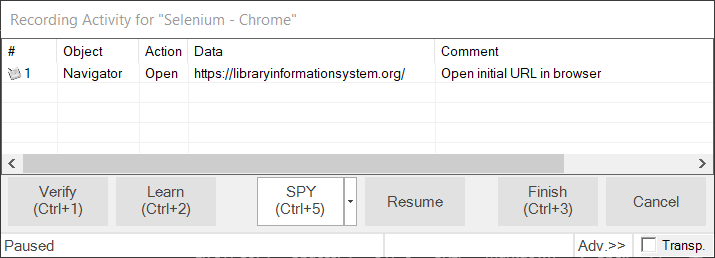 Recording Activity for "Selenium - Chrome"
# Object Action Data Comment
1 Navigator Open https://libraryinformationsystem.org/ Open initial URL in browser
Verify (Ctrl+1)
Learn (Ctrl+2)
SPY (Ctrl+5)
Resume
Finish (Ctrl+3)
Cancel
Paused Adv.>> Transp.